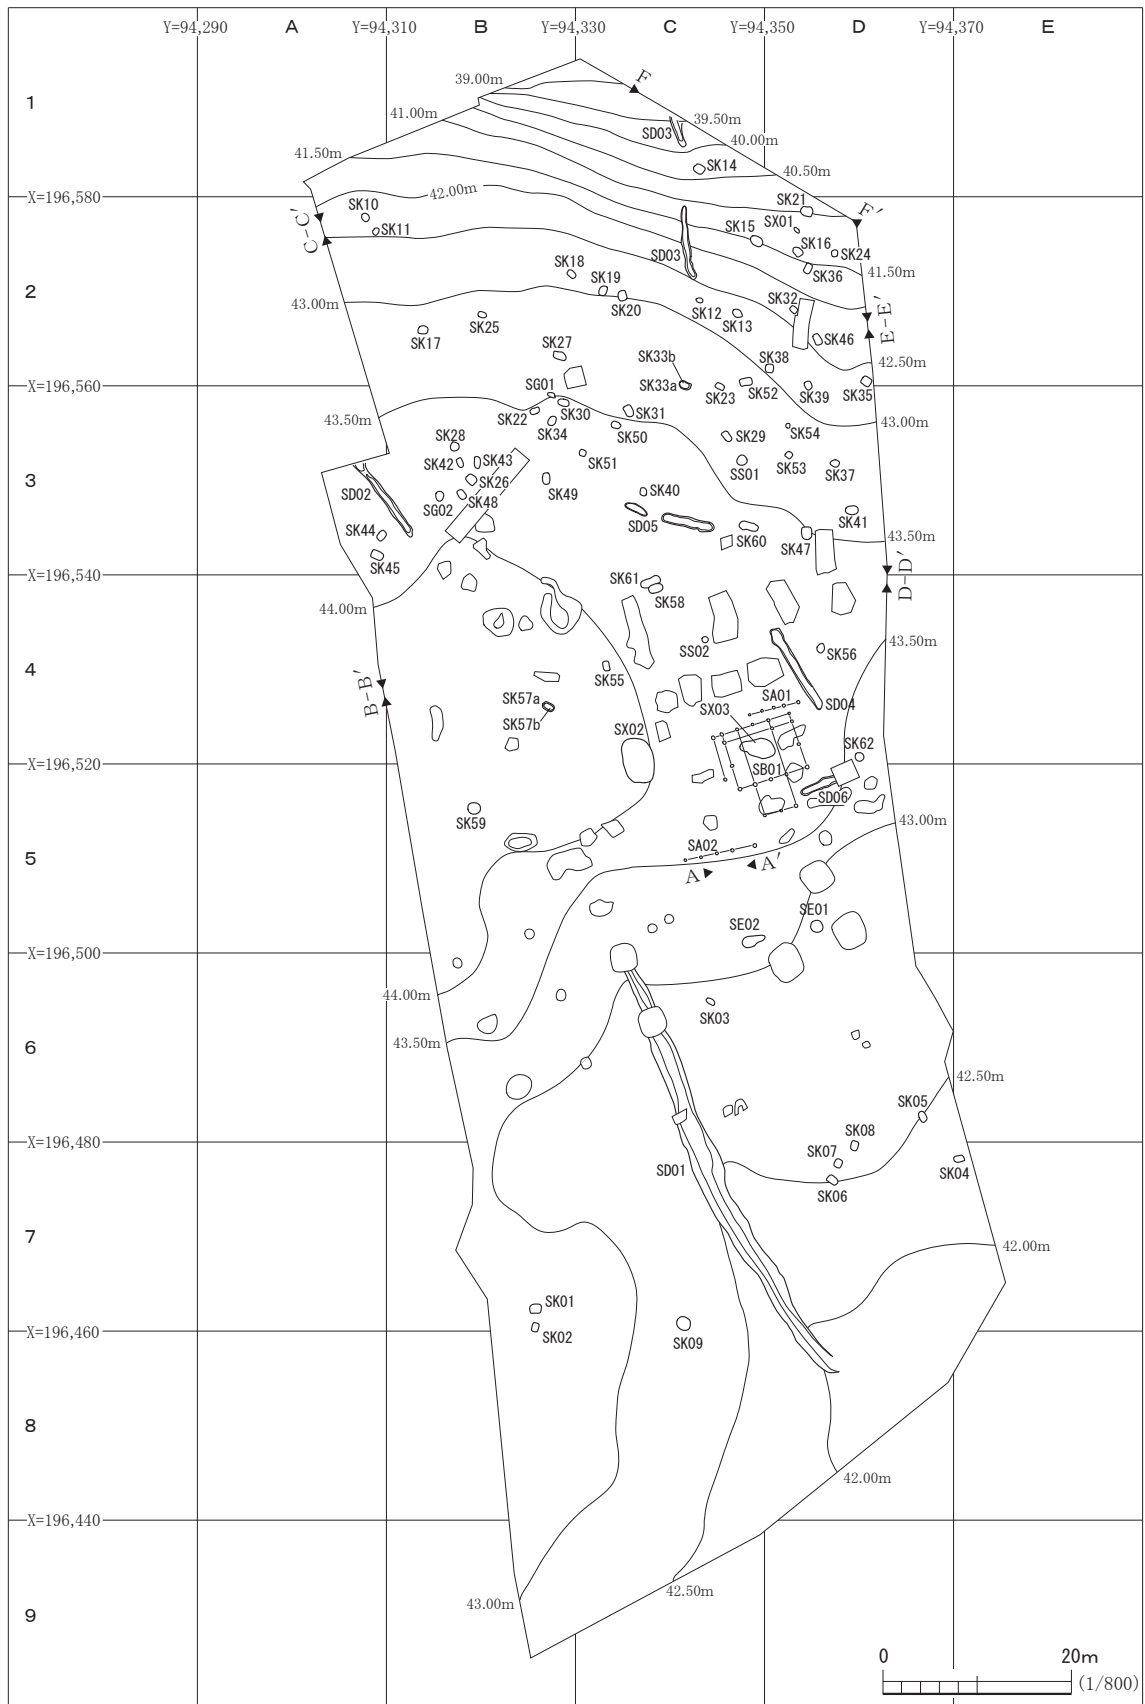 Y=94,290 A Y=94,310 B Y=94,330 C Y=94,350 D Y=94,370 E
1
39.00m
F
41.00m
39.50m
SD03
40.00m
41.50m
SK14
40.50m
X=196,580
42.00m
SK10
SK21
F'
SK11
SX01
SK15
C-C'
SK16
SK24
SD03
SK18
SK36
41.50m
SK19
2
43.00m
SK20
SK12
SK32
SK13
E-E'
SK25
SK17
SK46
SK27
SK33b
SK38
42.50m
X=196,560
SG01
SK33a
SK23
SK52
SK39
SK35
43.50m
SK22
SK30
SK31
43.00m
SK34
SK50
SK28
SK29
SK54
SK42
SK43
SK51
SS01
SK53
SK37
3
SD02
SK26
SK49
SK40
SG02
SK48
SD05
SK41
SK44
SK60
SK47
43.50m
SK45
D-D'
X=196,540
SK61
SK58
44.00m
43.50m
SS02
SK56
4
SK55
B-B'
SK57a
SA01
SX03
SD04
SK57b
SX02
SK62
X=196,520
SB01
SD06
SK59
43.00m
SA02
5
A
A'
SE01
SE02
X=196,500
44.00m
SK03
43.50m
6
42.50m
SK05
SK08
X=196,480
SK07
SD01
SK04
SK06
7
42.00m
SK01
X=196,460
SK02
SK09
8
42.00m
X=196,440
42.50m
43.00m
9
0 20m
(1/800)